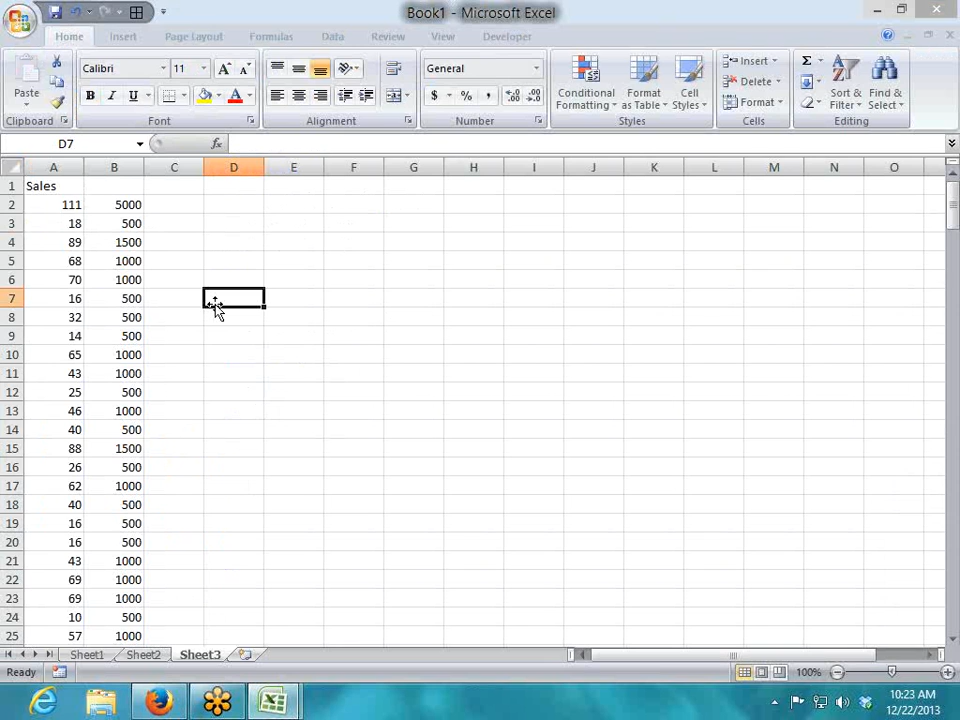 Book1 - Microsoft Excel
Home Insert Page Layout Formulas Data Review View Developer
Paste
Calibri 11
B I U
General
$ % ,
Conditional Formatting
Format as Table
Cell Styles
Insert
Delete
Format
Sort & Filter
Find & Select
Clipboard Font Alignment Number Styles Cells Editing
D7 fx
A B C D E F G H I J K L M N O
1 Sales
2 111 5000
3 18 500
4 89 1500
5 68 1000
6 70 1000
7 16 500
8 32 500
9 14 500
10 65 1000
11 43 1000
12 25 500
13 46 1000
14 40 500
15 88 1500
16 26 500
17 62 1000
18 40 500
19 16 500
20 16 500
21 43 1000
22 69 1000
23 69 1000
24 10 500
25 57 1000
Sheet1 Sheet2 Sheet3
Ready 100%
10:23 AM
12/22/2013